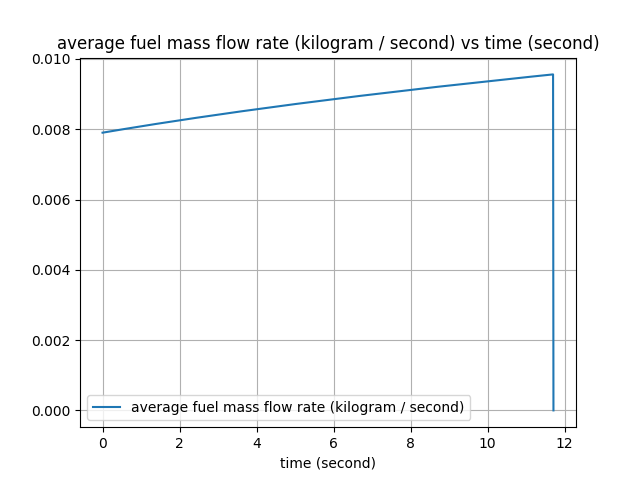 average fuel mass flow rate (kilogram / second) vs time (second)
0.010
0.008
0.006
0.004
0.002
0.000
average fuel mass flow rate (kilogram / second)
0 2 4 6 8 10 12
time (second)